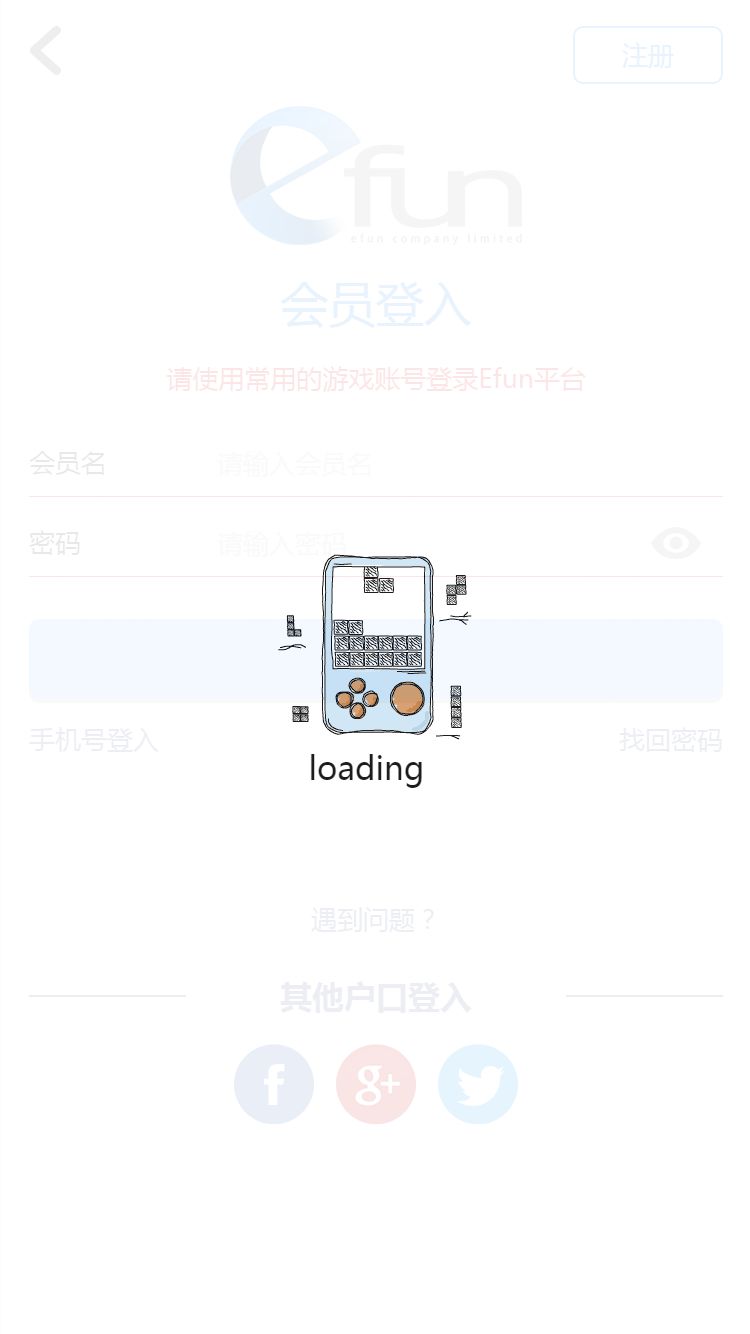 注册
efun
efun company limited
会员登入
请使用常用的游戏账号登录Efun平台
会员名 请输入会员名
密码 请输入密码
loading
手机号登入 找回密码
遇到问题？
其他户口登入
f g+